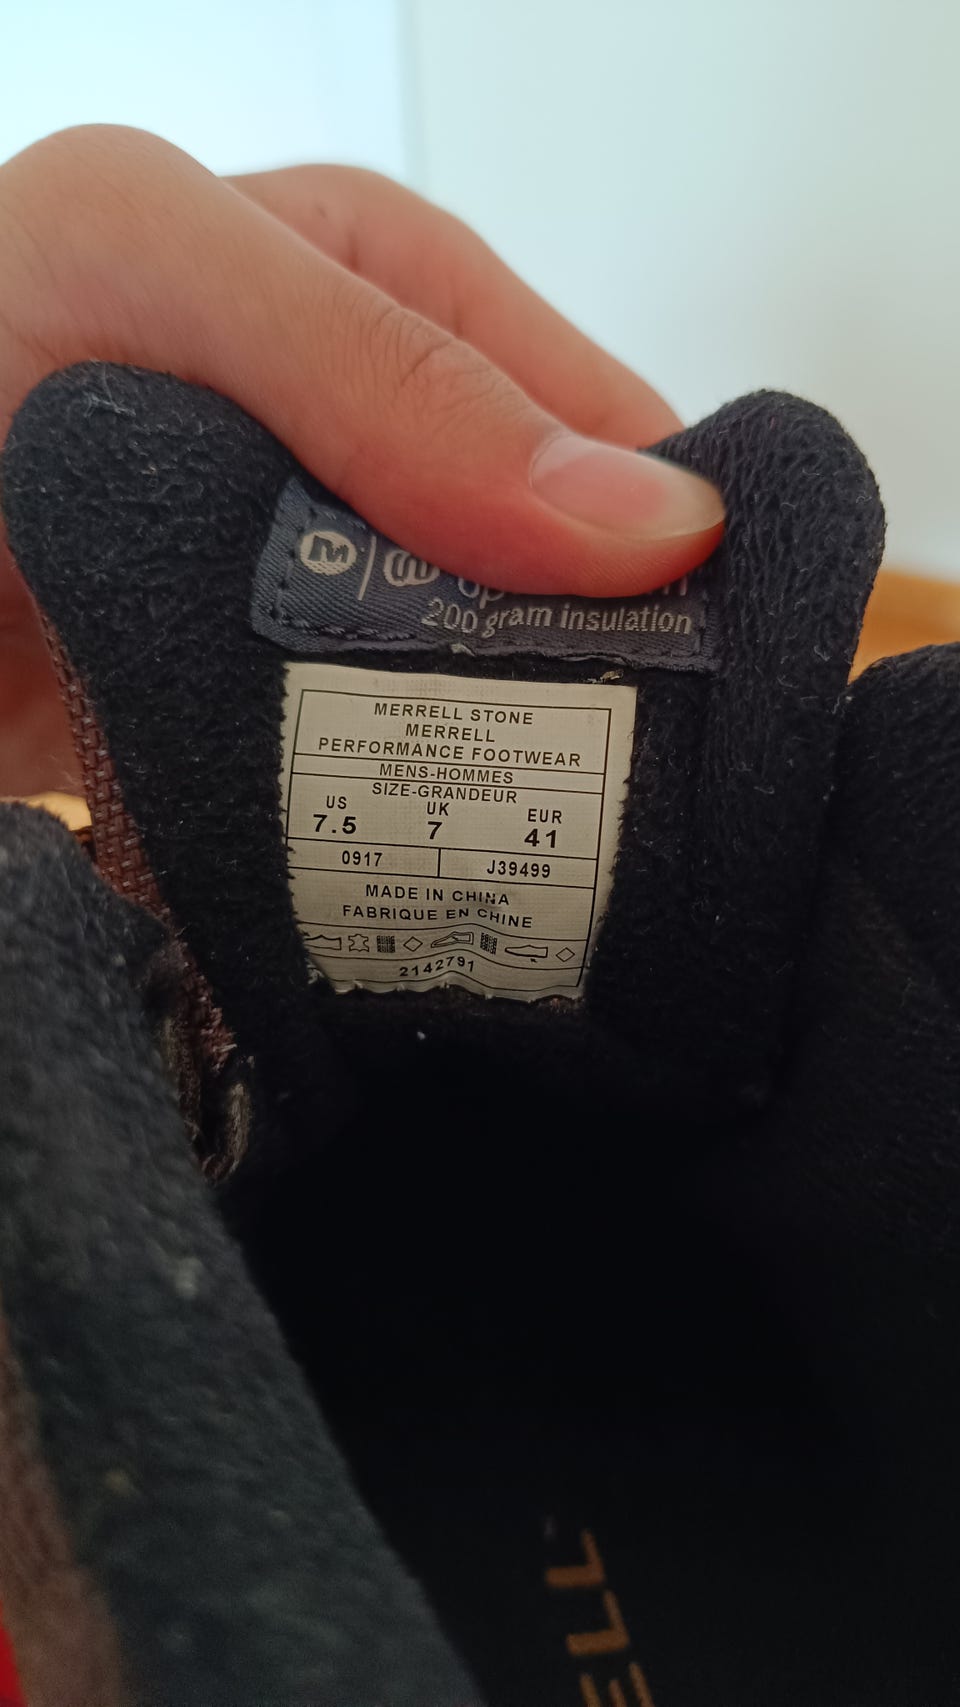 M
200 gram insulation
MERRELL STONE
MERRELL
PERFORMANCE FOOTWEAR
MENS-HOMMES
SIZE-GRANDEUR
US UK EUR
7.5 7 41
0917 J39499
MADE IN CHINA
FABRIQUE EN CHINE
2142791
ELL